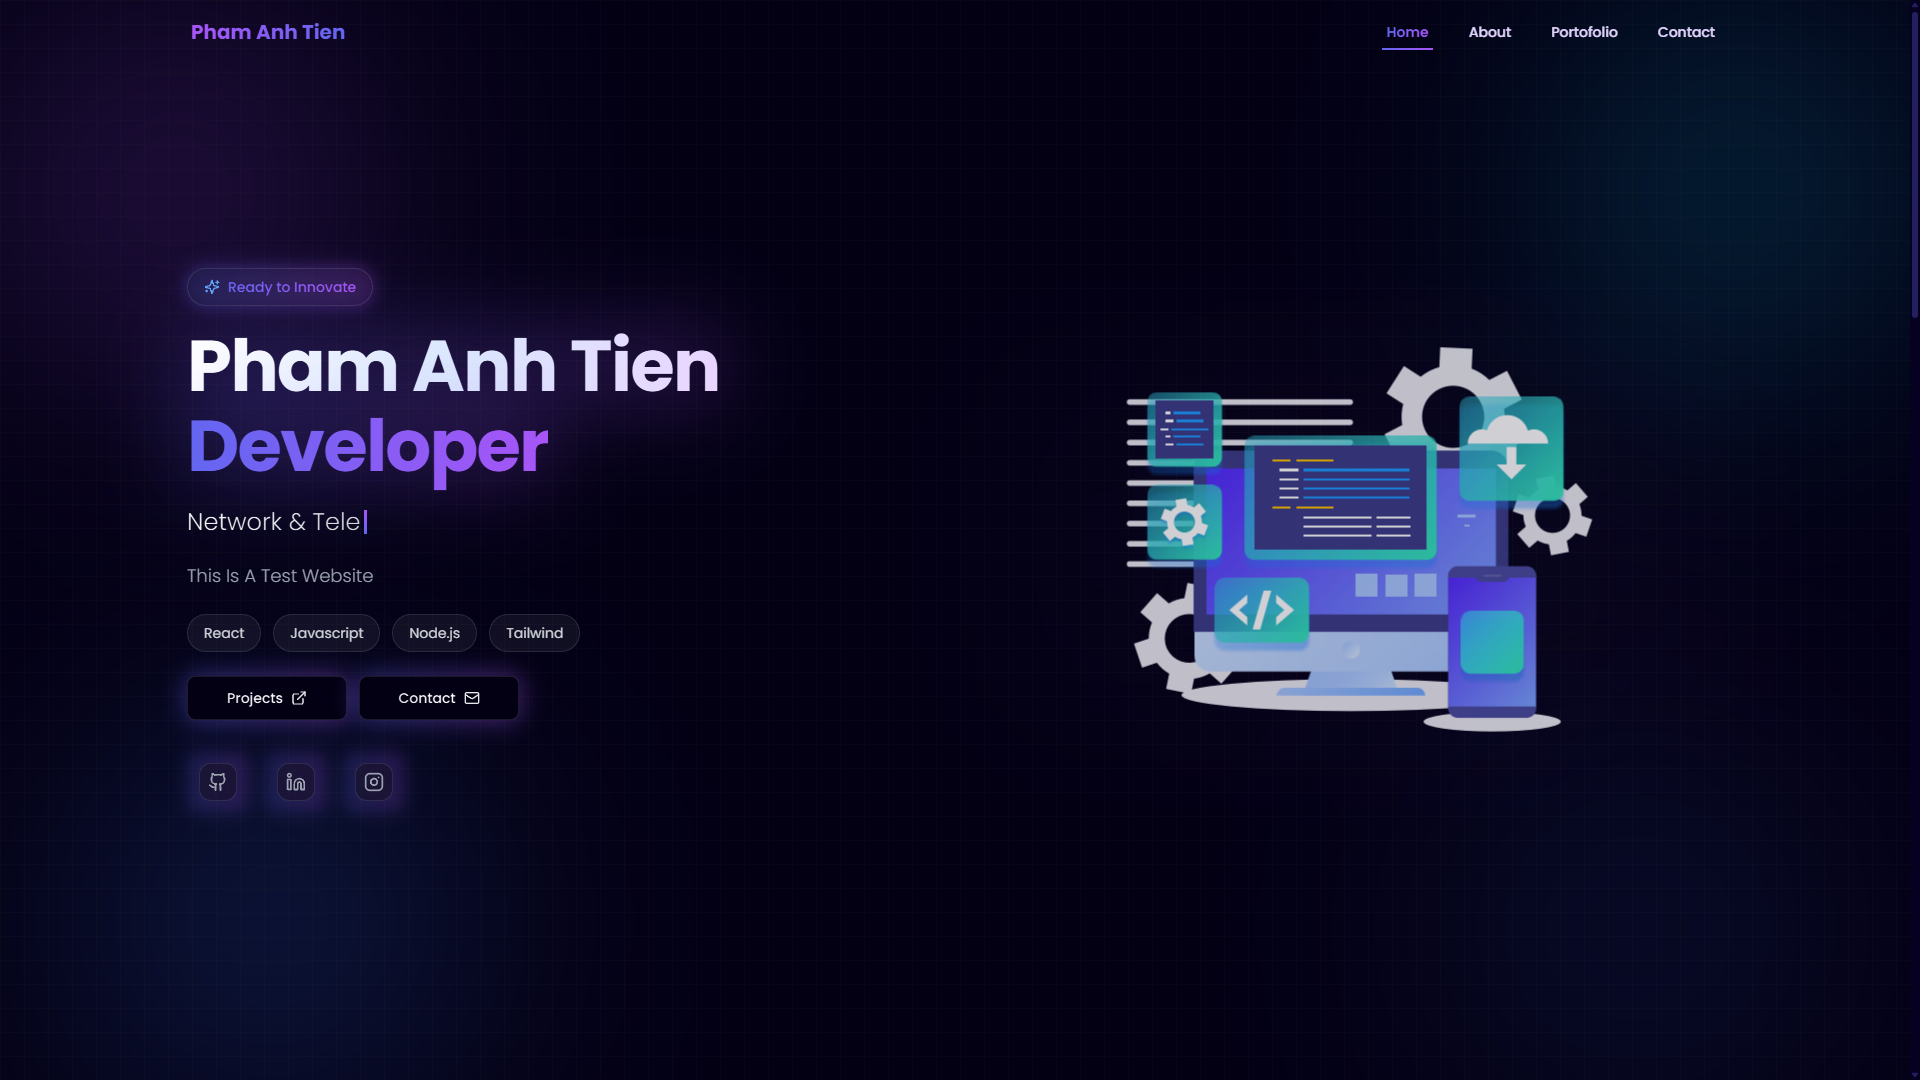 Pham Anh Tien
Home About Portofolio Contact
Ready to Innovate
Pham Anh Tien
Developer
Network & Tele
This Is A Test Website
React Javascript Node.js Tailwind
Projects Contact
</>